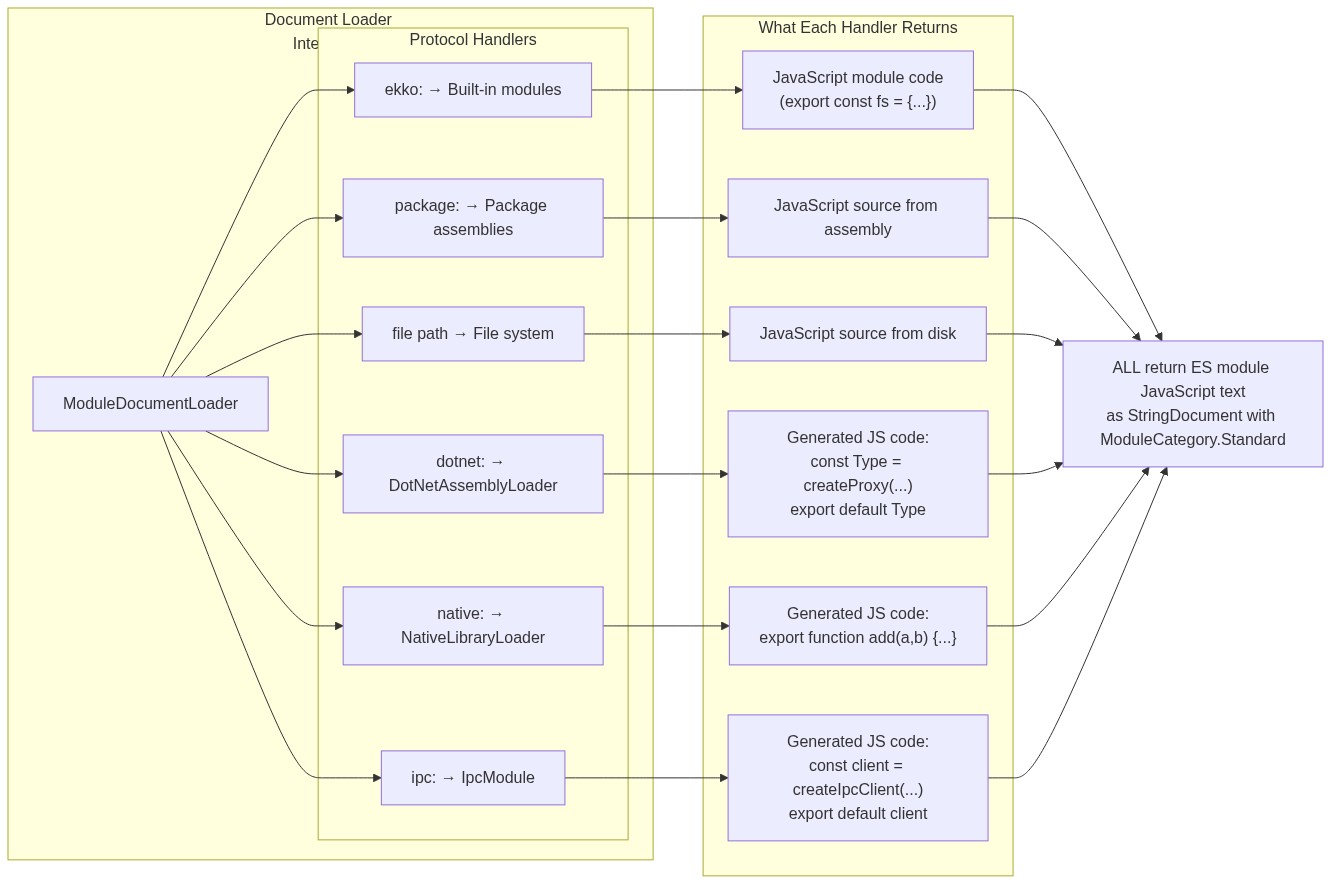 Document Loader
Inte
Protocol Handlers
What Each Handler Returns
ekko: → Built-in modules
JavaScript module code
(export const fs = {...})
package: → Package
assemblies
JavaScript source from
assembly
file path → File system
JavaScript source from disk
ModuleDocumentLoader
ALL return ES module
JavaScript text
as StringDocument with
ModuleCategory.Standard
dotnet: →
DotNetAssemblyLoader
Generated JS code:
const Type =
createProxy(...)
export default Type
native: →
NativeLibraryLoader
Generated JS code:
export function add(a,b) {...}
ipc: → IpcModule
Generated JS code:
const client =
createIpcClient(...)
export default client